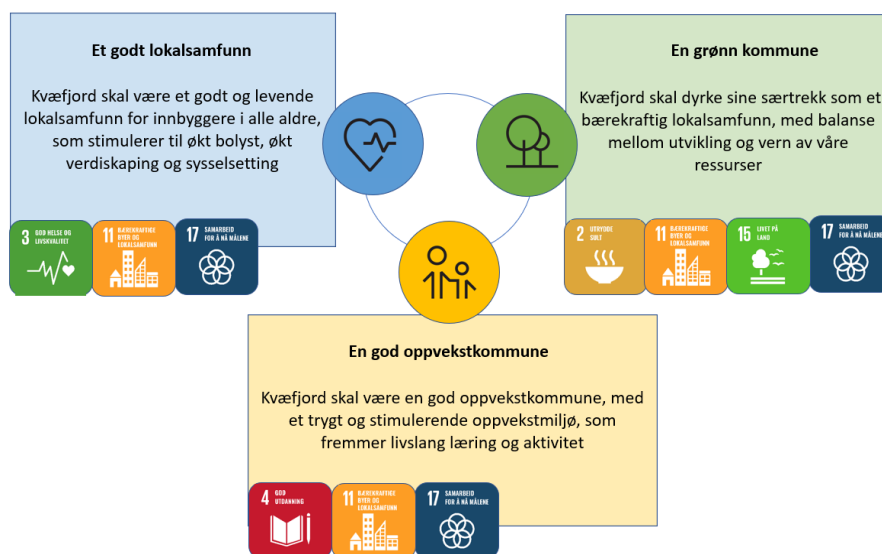 Et godt lokalsamfunn
Kvæfjord skal være et godt og levende
lokalsamfunn for innbyggere i alle aldre,
som stimulerer til økt bolyst, økt
verdiskaping og sysselsetting
3 GOD HELSE OG
LIVSKVALITET
11 BÆREKRAFTIGE
BYER OG
LOKALSAMFUNN
17 SAMARBEID
FOR Å NÅ MÅLENE
En grønn kommune
Kvæfjord skal dyrke sine særtrekk som et
bærekraftig lokalsamfunn, med balanse
mellom utvikling og vern av våre
ressurser
2 UTRYDDE
SULT
11 BÆREKRAFTIGE
BYER OG
LOKALSAMFUNN
15 LIVET PÅ
LAND
17 SAMARBEID
FOR Å NÅ MÅLENE
En god oppvekstkommune
Kvæfjord skal være en god oppvekstkommune, med
et trygt og stimulerende oppvekstmiljø, som
fremmer livslang læring og aktivitet
4 GOD
UTDANNING
11 BÆREKRAFTIGE
BYER OG
LOKALSAMFUNN
17 SAMARBEID
FOR Å NÅ MÅLENE